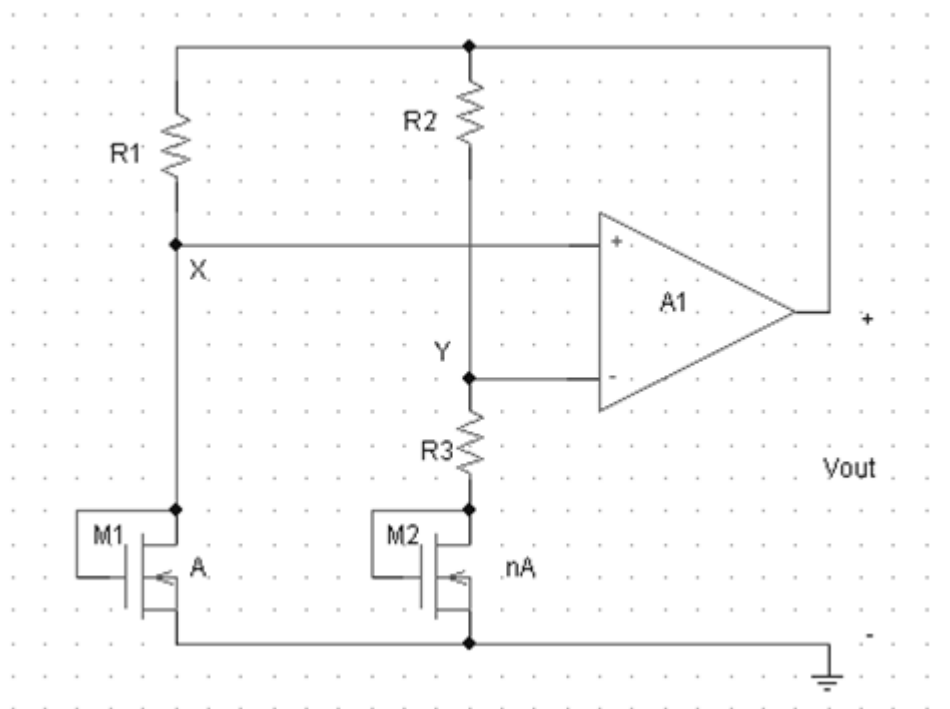 R1
R2
X
+
A1
+
Y
-
R3
Vout
M1
A
M2
nA
-